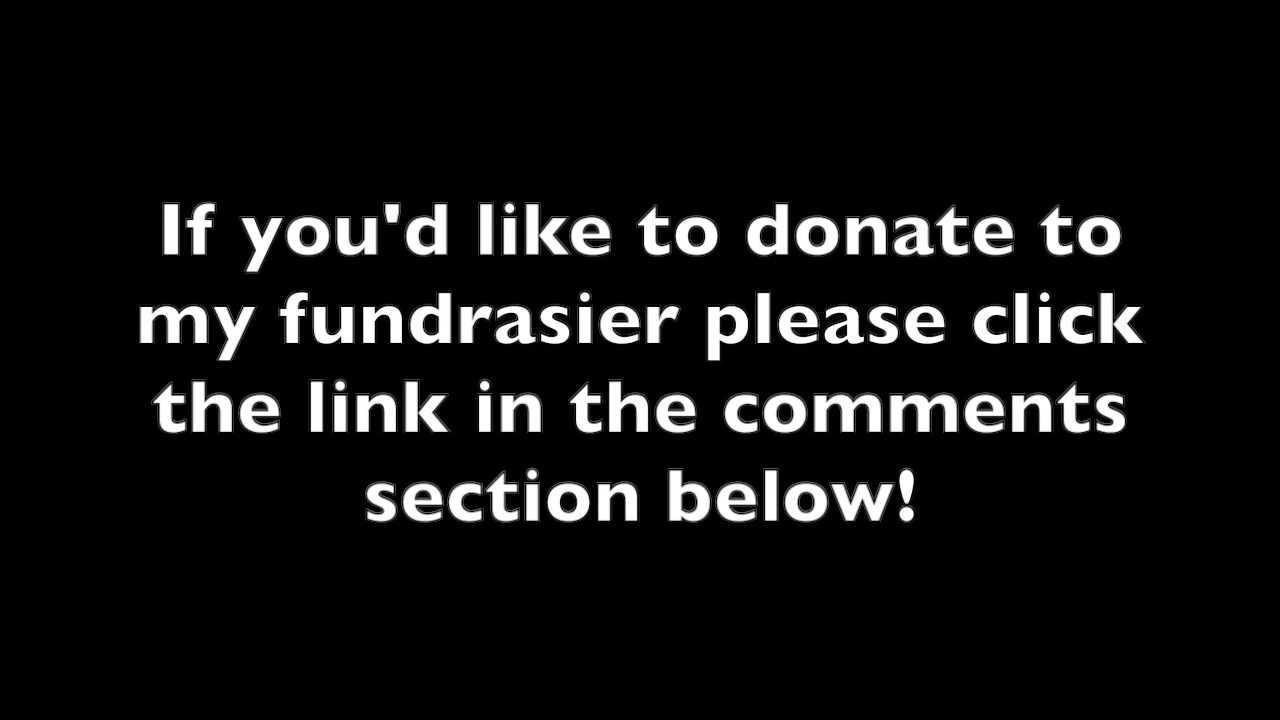 If you'd like to donate to
my fundrasier please click
the link in the comments
section below!